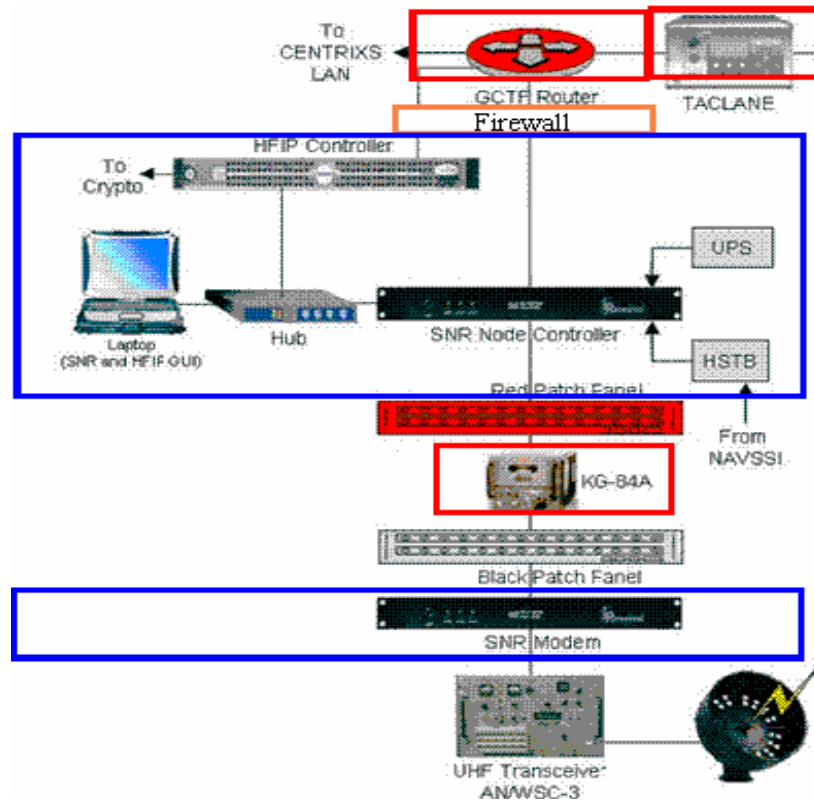 To
CENTRIXS
LAN
GCTF Router
TACLANE
Firewall
HFIP Controller
To
Crypto
UPS
SNR Node Controller
Hub
Laptop
(SNR and HFIP GUI)
HSTB
Red Patch Panel
From
NAVSSI
KG-84A
Black Patch Panel
SNR Modem
UHF Transceiver
AN/WSC-3